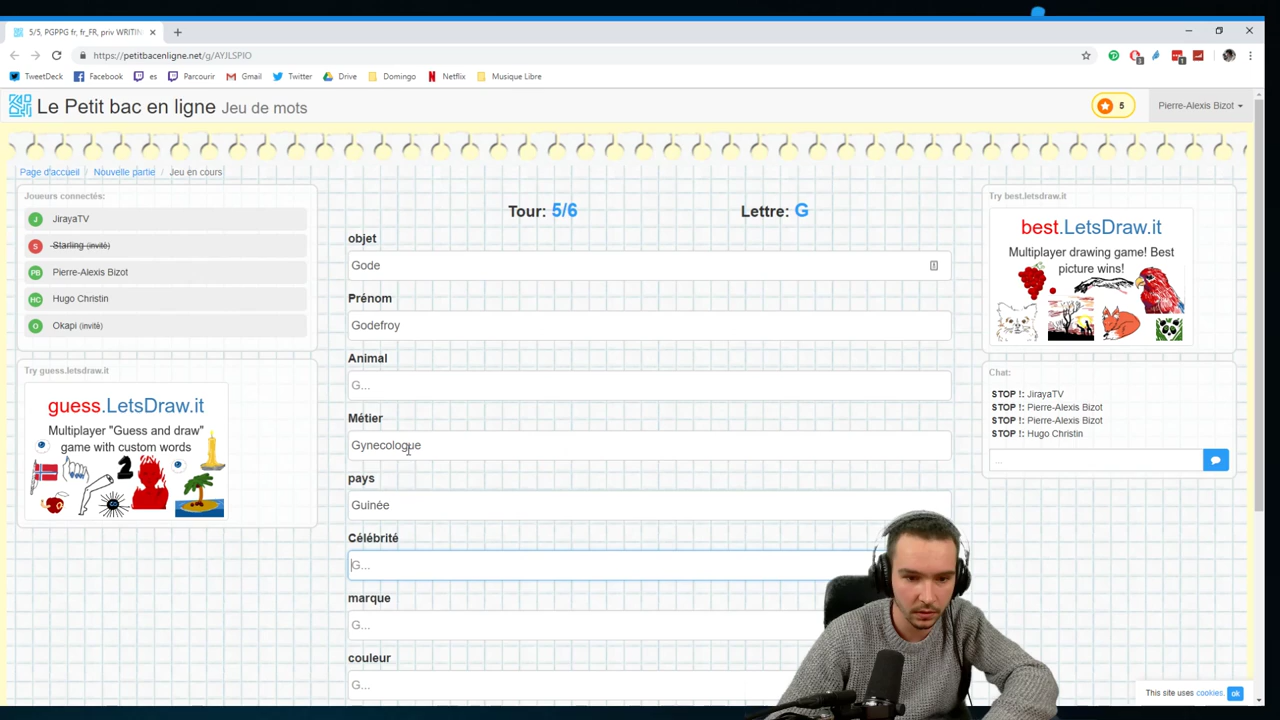 5/5, PGPPG fr, fr_FR, priv WRITIN
https://petitbacenligne.net/g/AYJLSPIO
TweetDeck Facebook es Parcourir Gmail Twitter Drive Domingo Netflix Musique Libre
Le Petit bac en ligne Jeu de mots
5 Pierre-Alexis Bizot
Page d'accueil / Nouvelle partie / Jeu en cours
Joueurs connectés:
J JirayaTV
S Starling (invité)
PB Pierre-Alexis Bizot
HC Hugo Christin
O Okapi (invité)
Try guess.letsdraw.it
guess.LetsDraw.it
Multiplayer "Guess and draw"
game with custom words
2
Tour: 5/6 Lettre: G
objet
Gode
Prénom
Godefroy
Animal
G...
Métier
Gynecologue
pays
Guinée
Célébrité
G...
marque
G...
couleur
G...
Try best.letsdraw.it
best.LetsDraw.it
Multiplayer drawing game! Best
picture wins!
Chat:
STOP !: JirayaTV
STOP !: Pierre-Alexis Bizot
STOP !: Pierre-Alexis Bizot
STOP !: Hugo Christin
...
This site uses cookies. ok